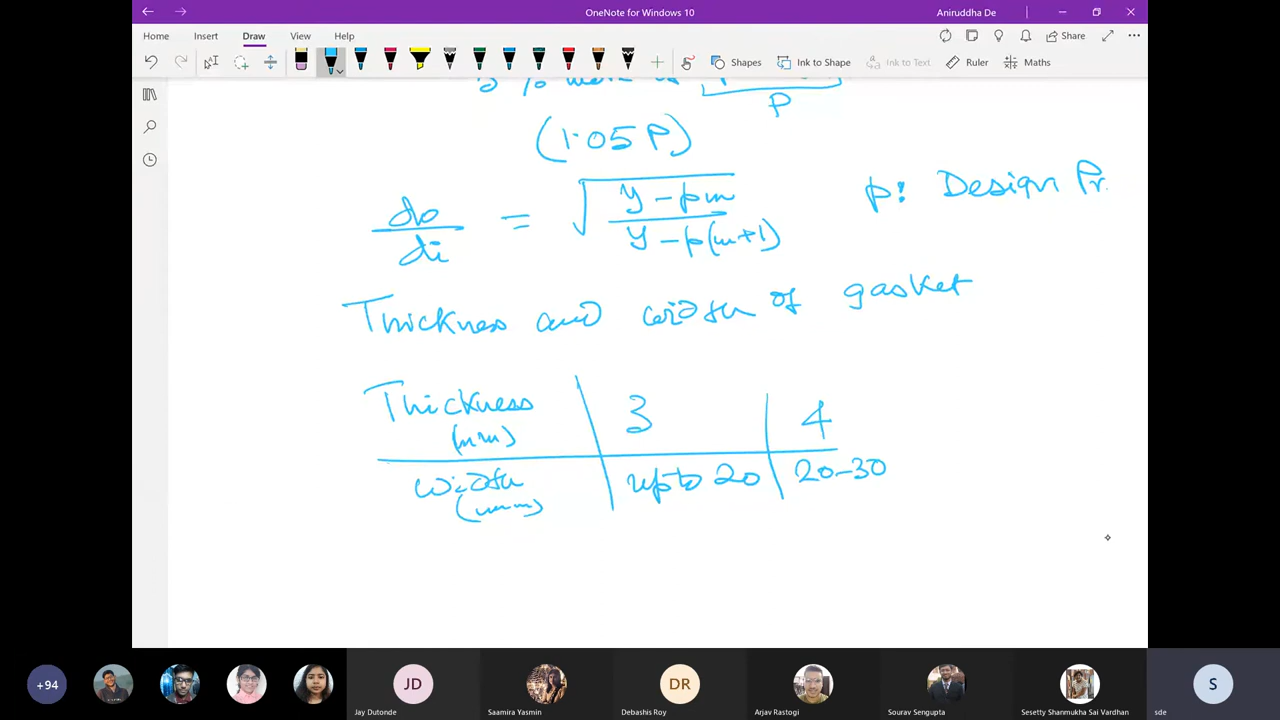 OneNote for Windows 10
Aniruddha De
Home Insert Draw View Help
Share
Shapes Ink to Shape Ink to Text Ruler Maths
P
(1.05 P)
do/di = √(y-pm / y-p(m+1)) p: Design Pr.
Thickness and width of gasket
Thickness 3 4
(mm)
width upto 20 20-30
(mm)
+94
JD DR S
Jay Dutonde Saamira Yasmin Debashis Roy Arjav Rastogi Sourav Sengupta Sesetty Shanmukha Sai Vardhan sde